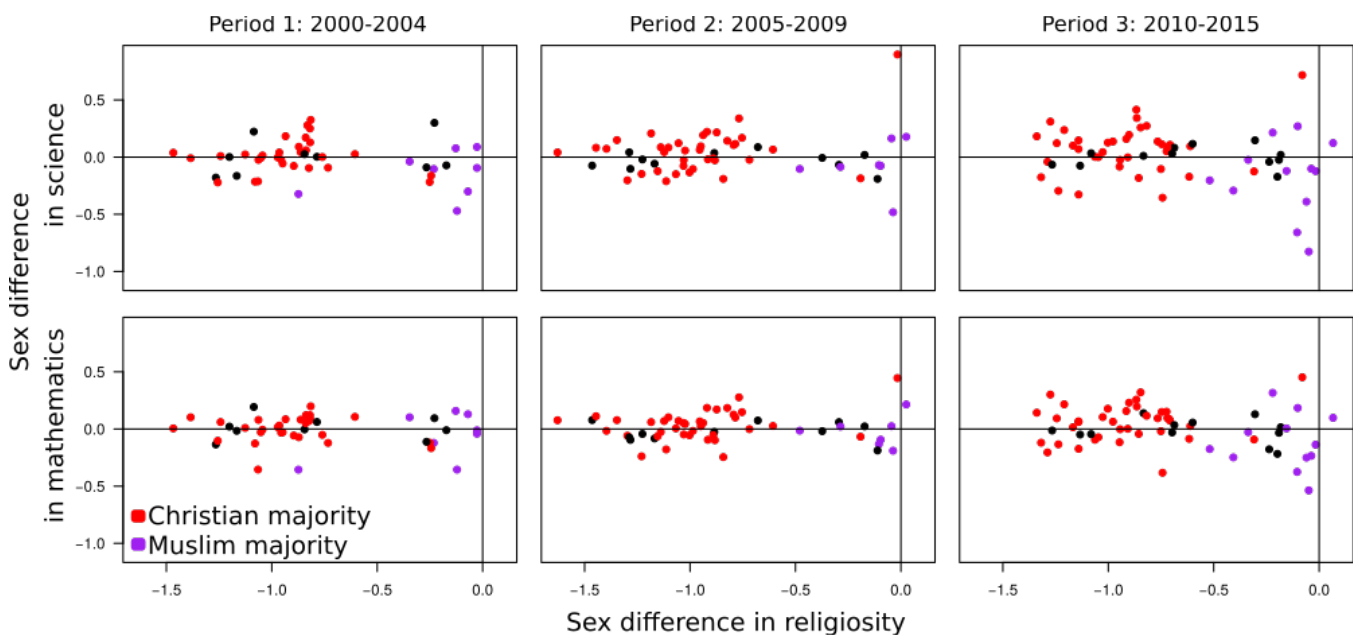 Period 1: 2000-2004
Period 2: 2005-2009
Period 3: 2010-2015
Sex difference
in science
0.5
0.0
−0.5
−1.0
in mathematics
0.5
0.0
−0.5
−1.0
Christian majority
Muslim majority
−1.5 −1.0 −0.5 0.0
−1.5 −1.0 −0.5 0.0
−1.5 −1.0 −0.5 0.0
Sex difference in religiosity